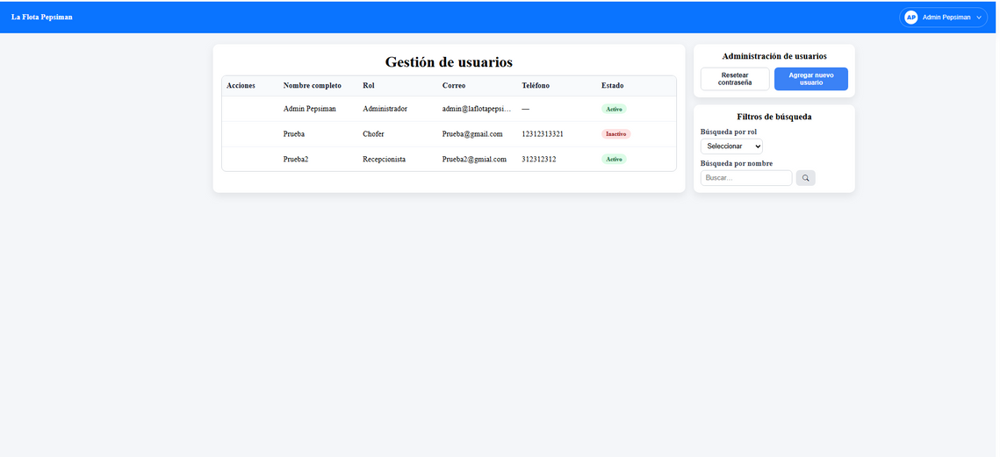 La Flota Pepsiman
AP Admin Pepsiman
Gestión de usuarios
Acciones Nombre completo Rol Correo Teléfono Estado
Admin Pepsiman Administrador admin@laflotapepsi... — Activo
Prueba Chofer Prueba@gmail.com 12312313321 Inactivo
Prueba2 Recepcionista Prueba2@gmial.com 312312312 Activo
Administración de usuarios
Resetear
contraseña
Agregar nuevo
usuario
Filtros de búsqueda
Búsqueda por rol
Seleccionar
Búsqueda por nombre
Buscar...